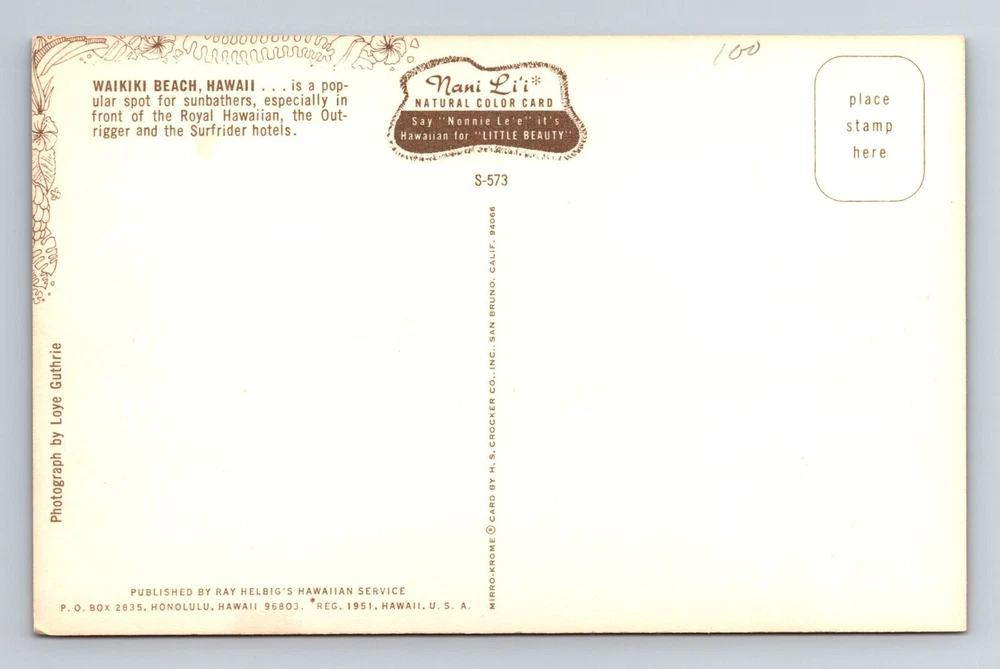 WAIKIKI BEACH, HAWAII . . . is a pop-
ular spot for sunbathers, especially in
front of the Royal Hawaiian, the Out-
rigger and the Surfrider hotels.
Nani Li'i*
NATURAL COLOR CARD
Say "Nonnie Le'e" it's
Hawaiian for "LITTLE BEAUTY"
S-573
100
place
stamp
here
Photograph by Loye Guthrie
MIRRO-KROME ® CARD BY H. S. CROCKER CO., INC., SAN BRUNO, CALIF. 94066
PUBLISHED BY RAY HELBIG'S HAWAIIAN SERVICE
P. O. BOX 2835, HONOLULU, HAWAII 96803. *REG. 1951, HAWAII, U. S. A.